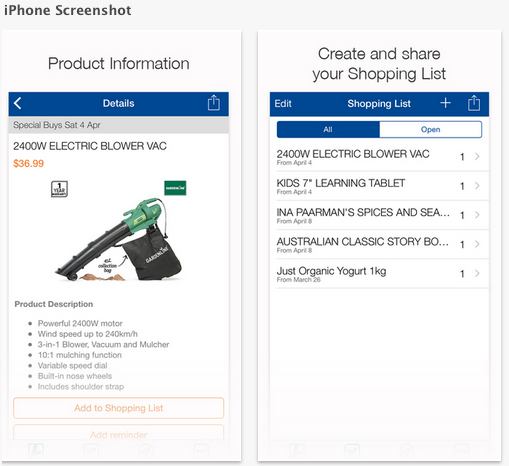 iPhone Screenshot
Product Information
Details
Special Buys Sat 4 Apr
2400W ELECTRIC BLOWER VAC
$36.99
1 YEAR WARRANTY
GARDENLINE
45L collection bag
GARDENLINE
Product Description
Powerful 2400W motor
Wind speed up to 240km/h
3-in-1 Blower, Vacuum and Mulcher
10:1 mulching function
Variable speed dial
Built-in nose wheels
Includes shoulder strap
Add to Shopping List
Add reminder
Create and share
your Shopping List
Edit
Shopping List
All
Open
2400W ELECTRIC BLOWER VAC 1
From April 4
KIDS 7" LEARNING TABLET 1
From April 4
INA PAARMAN'S SPICES AND SEA... 1
From April 8
AUSTRALIAN CLASSIC STORY BO... 1
From April 8
Just Organic Yogurt 1kg 1
From March 26